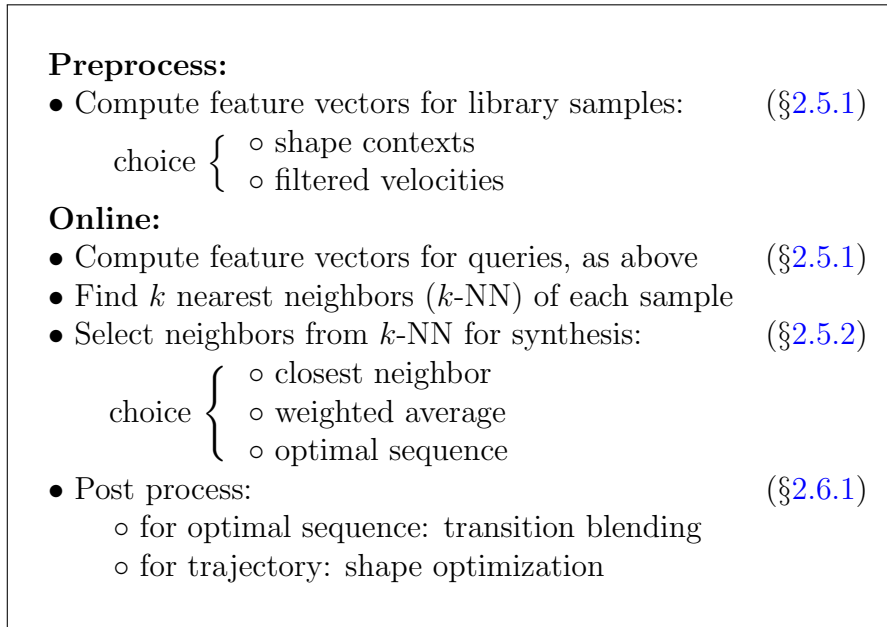 Preprocess:
• Compute feature vectors for library samples: (§2.5.1)
choice { ◦ shape contexts
◦ filtered velocities
Online:
• Compute feature vectors for queries, as above (§2.5.1)
• Find k nearest neighbors (k-NN) of each sample
• Select neighbors from k-NN for synthesis: (§2.5.2)
◦ closest neighbor
choice { ◦ weighted average
◦ optimal sequence
• Post process: (§2.6.1)
◦ for optimal sequence: transition blending
◦ for trajectory: shape optimization